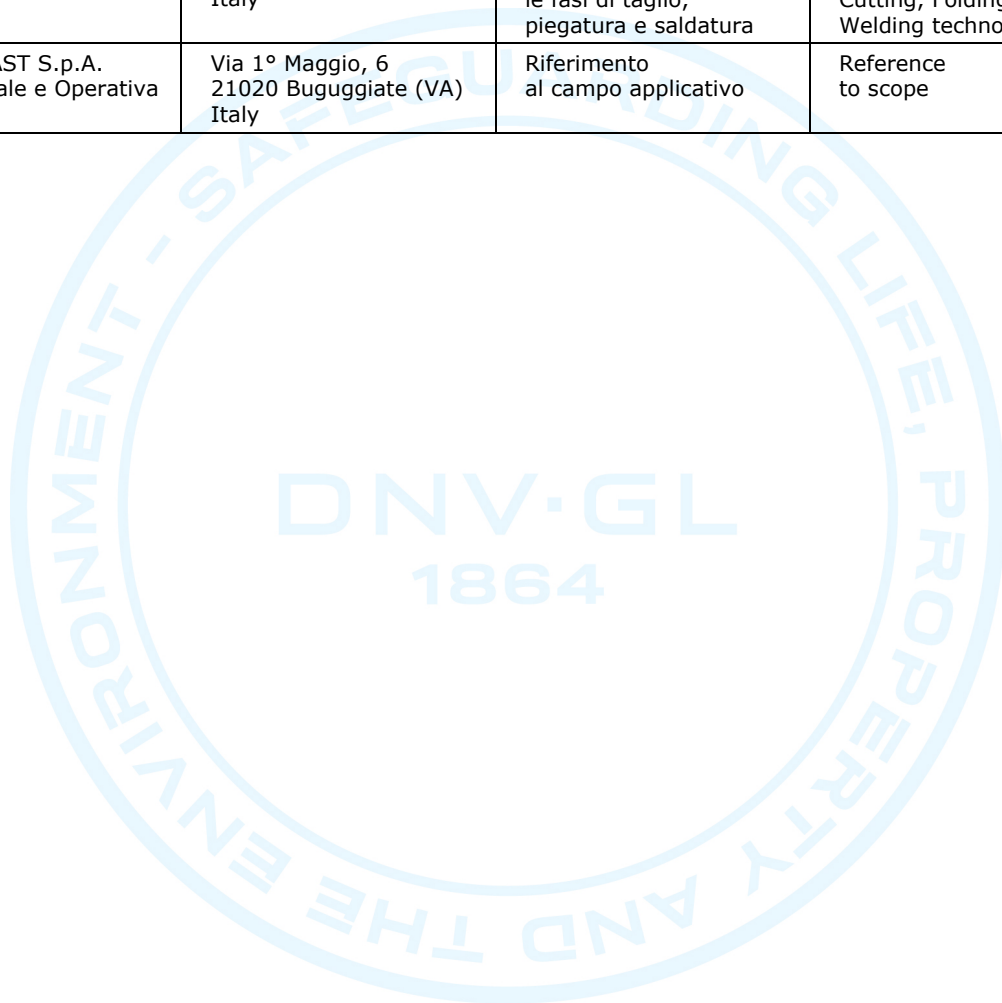 Italy
le fasi di taglio,
piegatura e saldatura
Cutting, Folding
Welding techno
AST S.p.A.
ale e Operativa
Via 1° Maggio, 6
21020 Buguggiate (VA)
Italy
Riferimento
al campo applicativo
Reference
to scope
SAFEGUARDING LIFE, PROPERTY AND THE ENVIRONMENT -
DNV·GL
1864